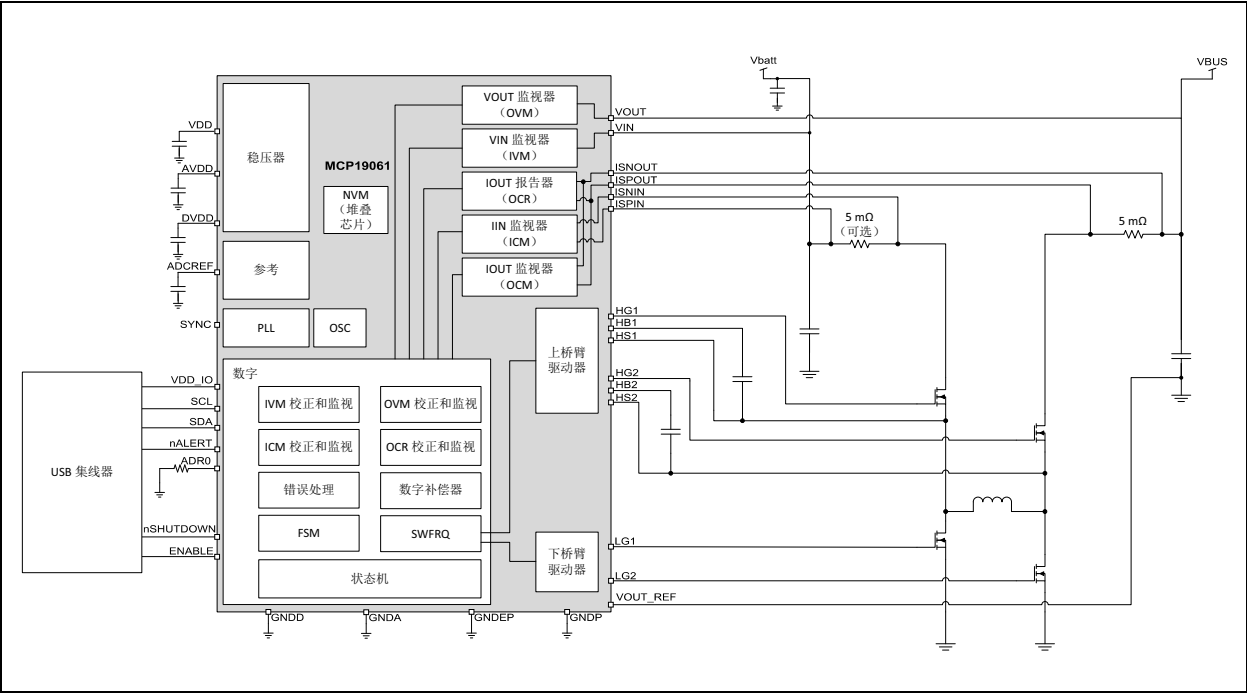 Vbatt
VBUS
VOUT 监视器
（OVM）
VOUT
VIN
VDD
稳压器
MCP19061
VIN 监视器
（IVM）
AVDD
NVM
（堆叠
芯片）
IOUT 报告器
（OCR）
ISNOUT
ISPOUT
ISNIN
ISPIN
DVDD
IIN 监视器
（ICM）
5 mΩ
（可选）
5 mΩ
ADCREF
参考
IOUT 监视器
（OCM）
SYNC
PLL
OSC
上桥臂
驱动器
HG1
HB1
HS1
HG2
HB2
HS2
数字
VDD_IO
SCL
SDA
nALERT
ADR0
USB 集线器
nSHUTDOWN
ENABLE
IVM 校正和监视
OVM 校正和监视
ICM 校正和监视
OCR 校正和监视
错误处理
数字补偿器
FSM
SWFRQ
状态机
下桥臂
驱动器
LG1
LG2
VOUT_REF
GNDD
GNDA
GNDEP
GNDP